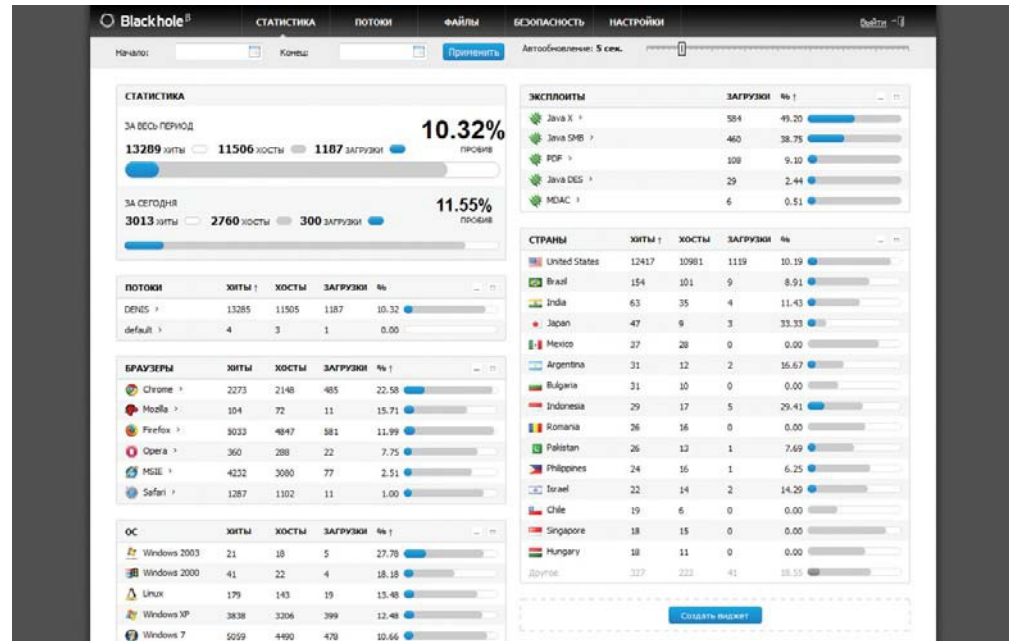 Blackhole β
СТАТИСТИКА ПОТОКИ ФАЙЛЫ БЕЗОПАСНОСТЬ НАСТРОЙКИ Выйти
Начало: Конец: Применить Автообновление: 5 сек.
СТАТИСТИКА
ЗА ВЕСЬ ПЕРИОД
10.32%
13289 ХИТЫ 11506 ХОСТЫ 1187 ЗАГРУЗКИ ПРОБИВ
ЗА СЕГОДНЯ
11.55%
3013 ХИТЫ 2760 ХОСТЫ 300 ЗАГРУЗКИ ПРОБИВ
ПОТОКИ ХИТЫ ↑ ХОСТЫ ЗАГРУЗКИ %
DENIS > 13285 11505 1187 10.32
default > 4 3 1 0.00
БРАУЗЕРЫ ХИТЫ ХОСТЫ ЗАГРУЗКИ % ↑
Chrome > 2273 2148 485 22.58
Mozilla > 104 72 11 15.71
Firefox > 5033 4847 581 11.99
Opera > 360 288 22 7.75
MSIE > 4232 3080 77 2.51
Safari > 1287 1102 11 1.00
ОС ХИТЫ ХОСТЫ ЗАГРУЗКИ % ↑
Windows 2003 21 18 5 27.78
Windows 2000 41 22 4 18.18
Linux 179 143 19 13.48
Windows XP 3838 3206 399 12.48
Windows 7 5059 4490 478 10.66
ЭКСПЛОИТЫ ЗАГРУЗКИ % ↑
Java X > 584 49.20
Java SMB > 460 38.75
PDF > 108 9.10
Java DES > 29 2.44
MDAC > 6 0.51
СТРАНЫ ХИТЫ ↑ ХОСТЫ ЗАГРУЗКИ %
United States 12417 10981 1119 10.19
Brazil 154 101 9 8.91
India 63 35 4 11.43
Japan 47 9 3 33.33
Mexico 37 28 0 0.00
Argentina 31 12 2 16.67
Bulgaria 31 10 0 0.00
Indonesia 29 17 5 29.41
Romania 26 16 0 0.00
Pakistan 26 13 1 7.69
Philippines 24 16 1 6.25
Israel 22 14 2 14.29
Chile 19 6 0 0.00
Singapore 18 15 0 0.00
Hungary 18 11 0 0.00
Другое 327 222 41 18.55
Создать виджет